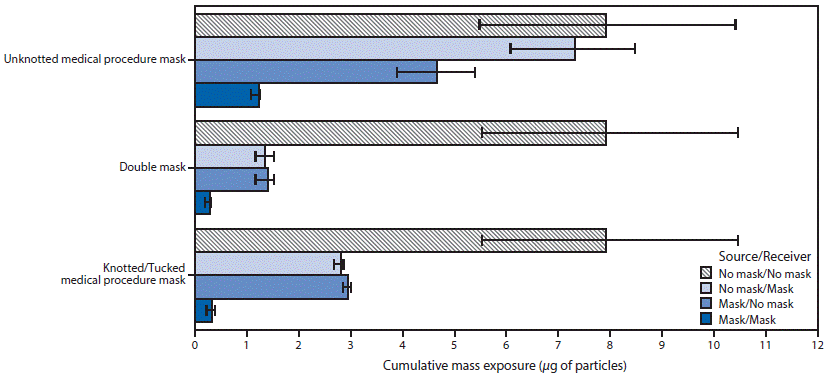 Unknotted medical procedure mask
Double mask
Knotted/Tucked
medical procedure mask
Source/Receiver
No mask/No mask
No mask/Mask
Mask/No mask
Mask/Mask
0 1 2 3 4 5 6 7 8 9 10 11 12
Cumulative mass exposure (µg of particles)